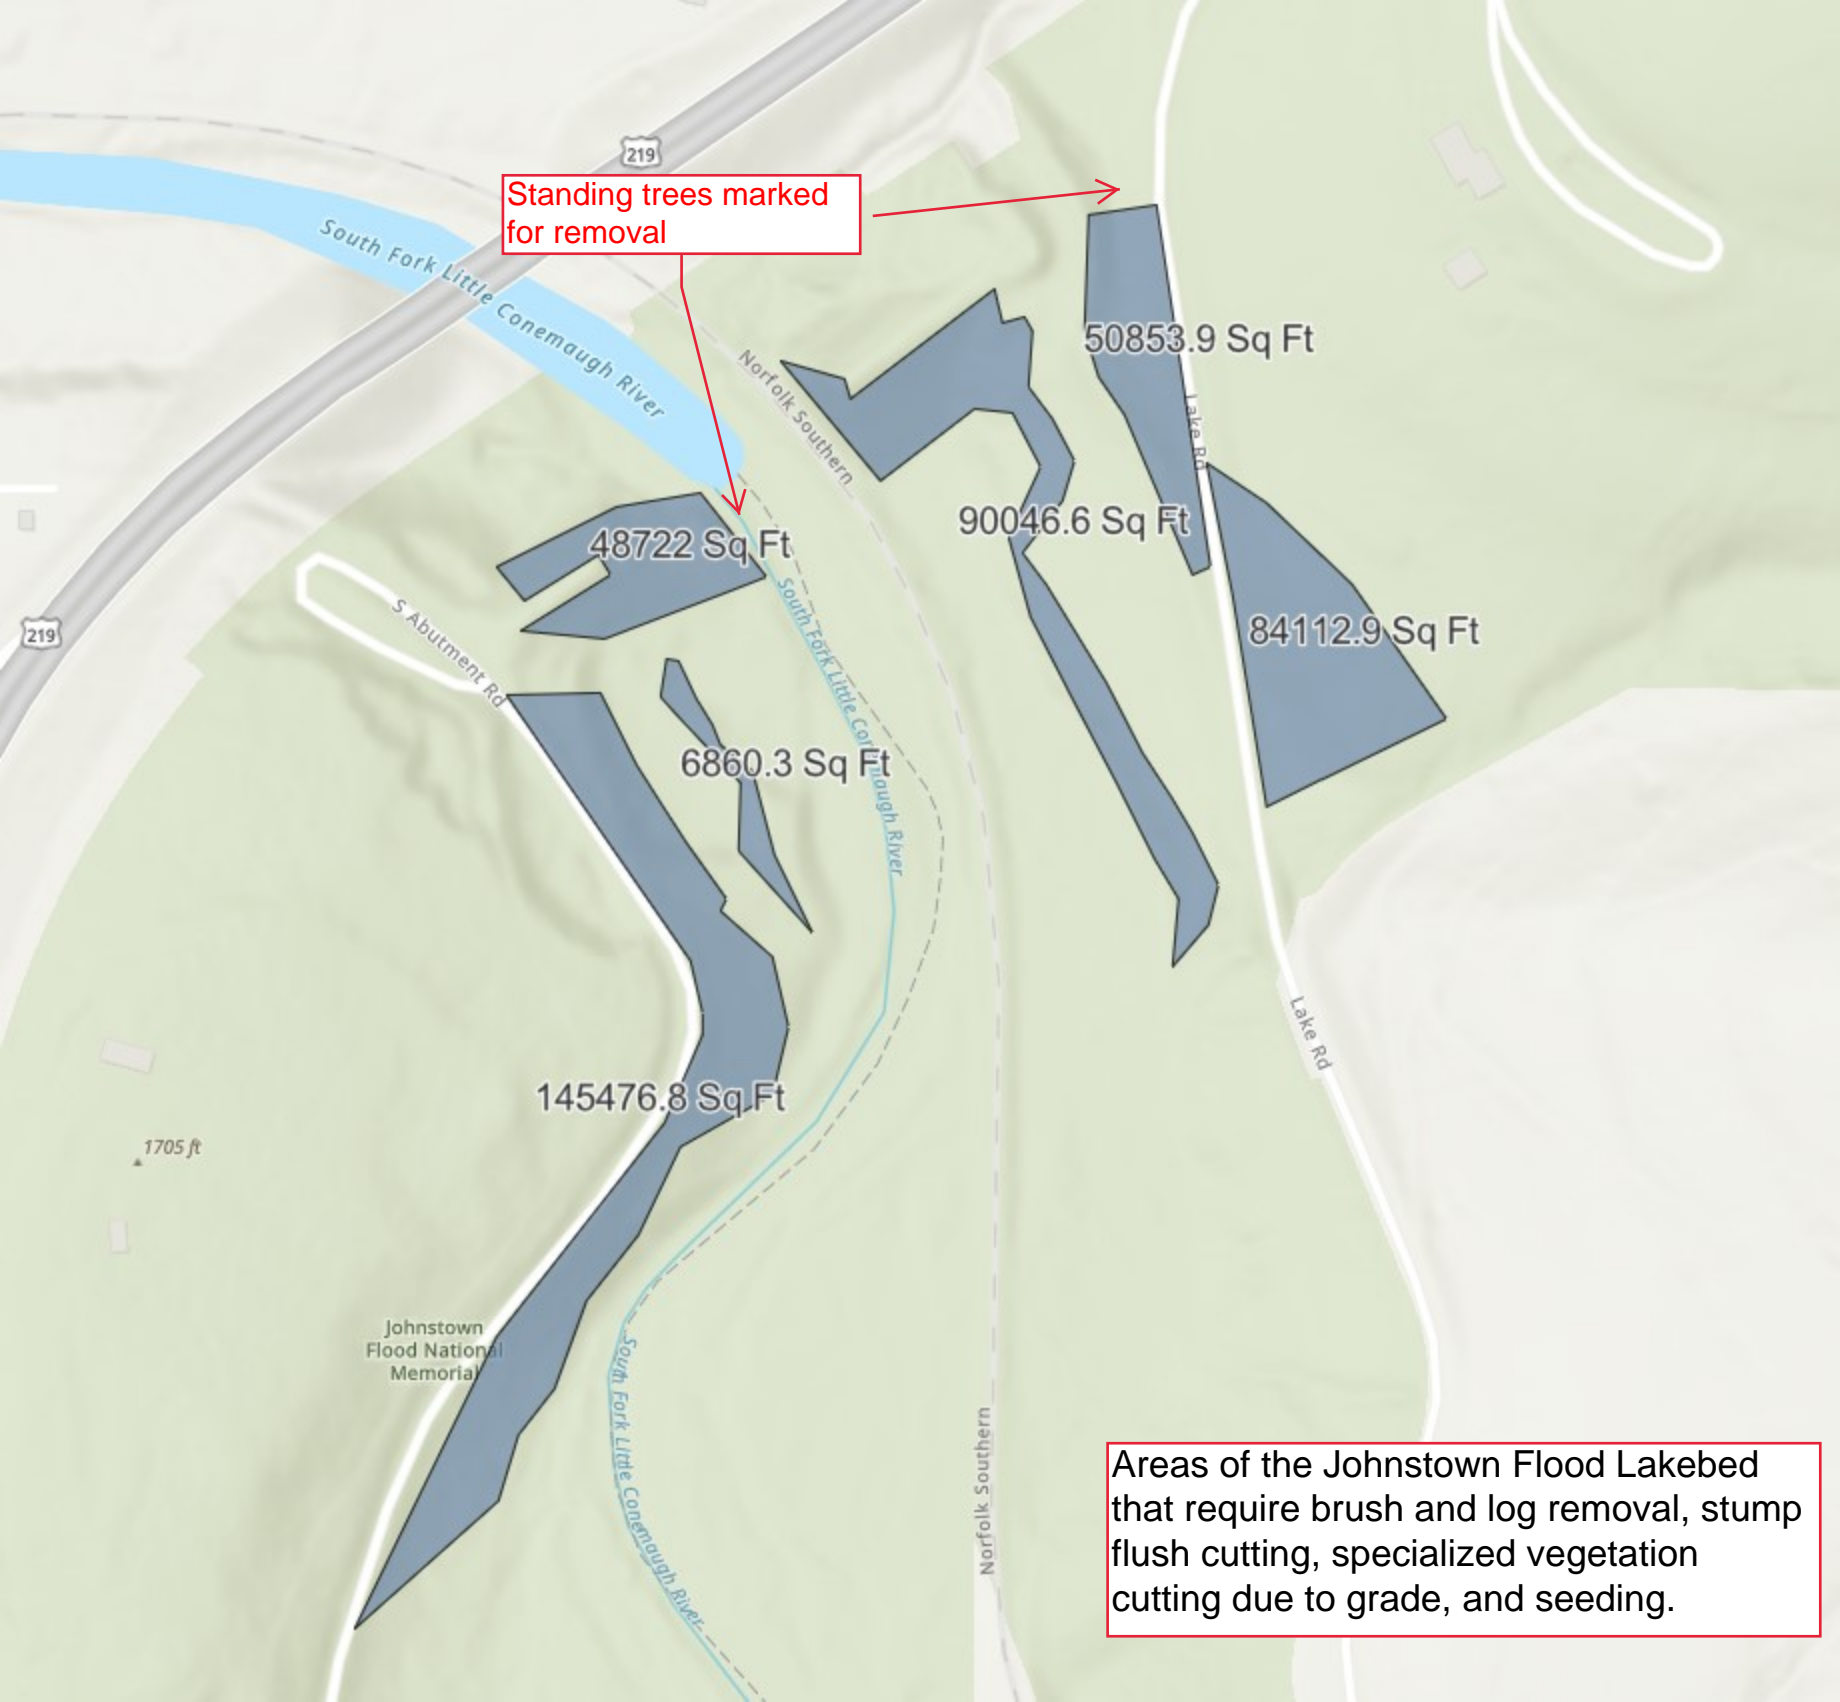 219
Standing trees marked
for removal
South Fork Little Conemaugh River
Norfolk Southern
50853.9 Sq Ft
Lake Rd
90046.6 Sq Ft
48722 Sq Ft
South Fork Little Conemaugh River
S Abutment Rd
219
84112.9 Sq Ft
6860.3 Sq Ft
Lake Rd
145476.8 Sq Ft
1705 ft
Johnstown
Flood National
Memorial
South Fork Little Conemaugh River
Norfolk Southern
Areas of the Johnstown Flood Lakebed
that require brush and log removal, stump
flush cutting, specialized vegetation
cutting due to grade, and seeding.